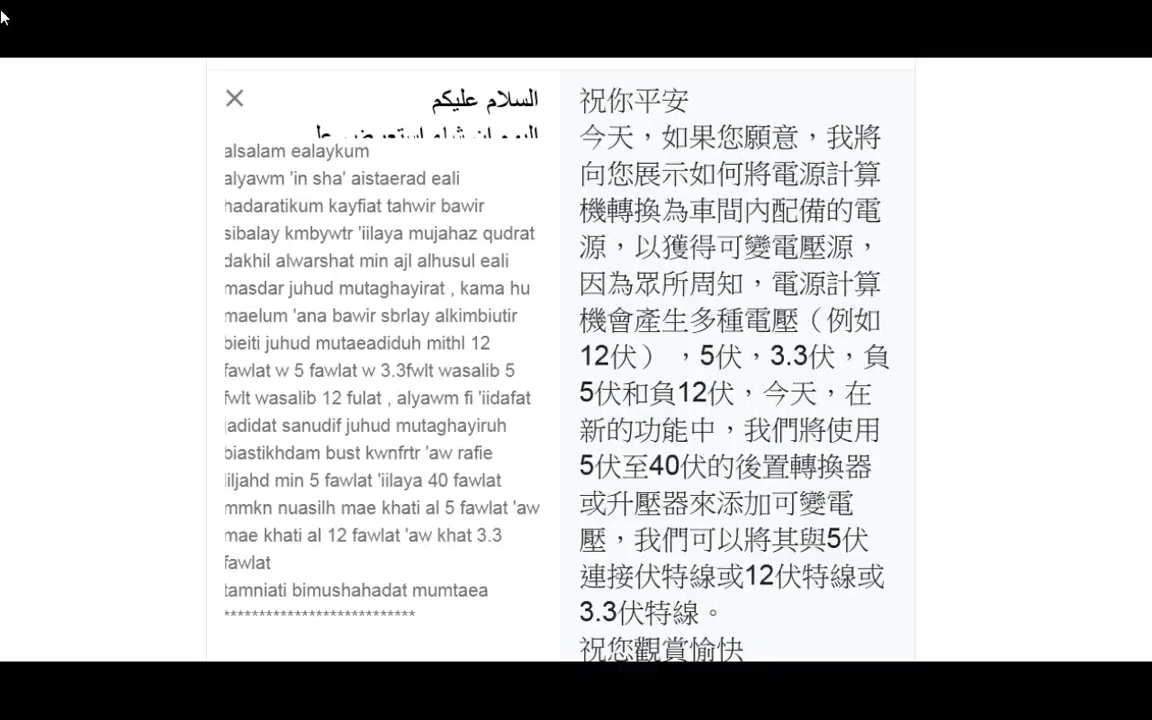 السلام عليكم
اليوم ان شاء استعرض على
alsalam ealaykum
alyawm 'in sha' aistaerad eali
hadaratikum kayfiat tahwir bawir
sibalay kmbywtr 'iilaya mujahaz qudrat
dakhil alwarshat min ajl alhusul eali
masdar juhud mutaghayirat , kama hu
maelum 'ana bawir sbrlay alkimbiutir
bieiti juhud mutaeadiduh mithl 12
fawlat w 5 fawlat w 3.3fwlt wasalib 5
fwlt wasalib 12 fulat , alyawm fi 'iidafat
jadidat sanudif juhud mutaghayiruh
biastikhdam bust kwnfrtr 'aw rafie
liljahd min 5 fawlat 'iilaya 40 fawlat
mmkn nuasilh mae khati al 5 fawlat 'aw
mae khati al 12 fawlat 'aw khat 3.3
fawlat
tamniati bimushahadat mumtaea
***************************
祝你平安
今天，如果您願意，我將
向您展示如何將電源計算
機轉換為車間內配備的電
源，以獲得可變電壓源，
因為眾所周知，電源計算
機會產生多種電壓（例如
12伏），5伏，3.3伏，負
5伏和負12伏，今天，在
新的功能中，我們將使用
5伏至40伏的後置轉換器
或升壓器來添加可變電
壓，我們可以將其與5伏
連接伏特線或12伏特線或
3.3伏特線。
祝您觀賞愉快